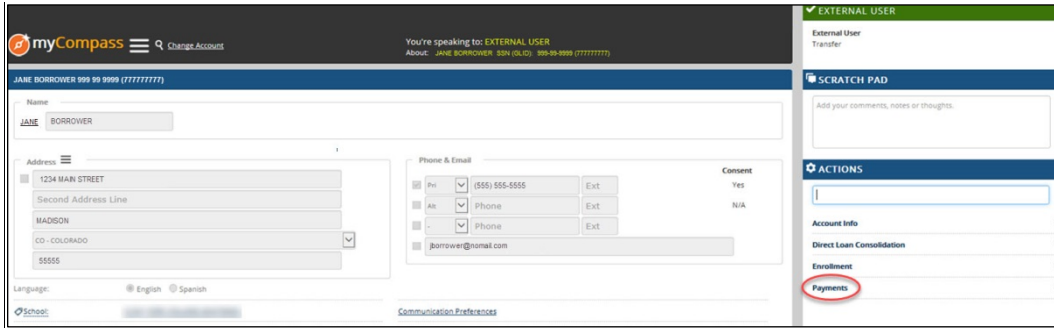 myCompass Change Account
You're speaking to: EXTERNAL USER
About: JANE BORROWER SSN (GLID) 999-99-9999 (777777777)
JANE BORROWER 999 99 9999 (777777777)
Name
JANE BORROWER
Address
1234 MAIN STREET
Second Address Line
MADISON
CO - COLORADO
55555
Phone & Email
Consent
Pri (555) 555-5555 Ext Yes
Alt Phone Ext N/A
- Phone Ext
jborrower@nomail.com
Language: English Spanish
School:
Communication Preferences
EXTERNAL USER
External User
Transfer
SCRATCH PAD
Add your comments, notes or thoughts.
ACTIONS
Account Info
Direct Loan Consolidation
Enrollment
Payments